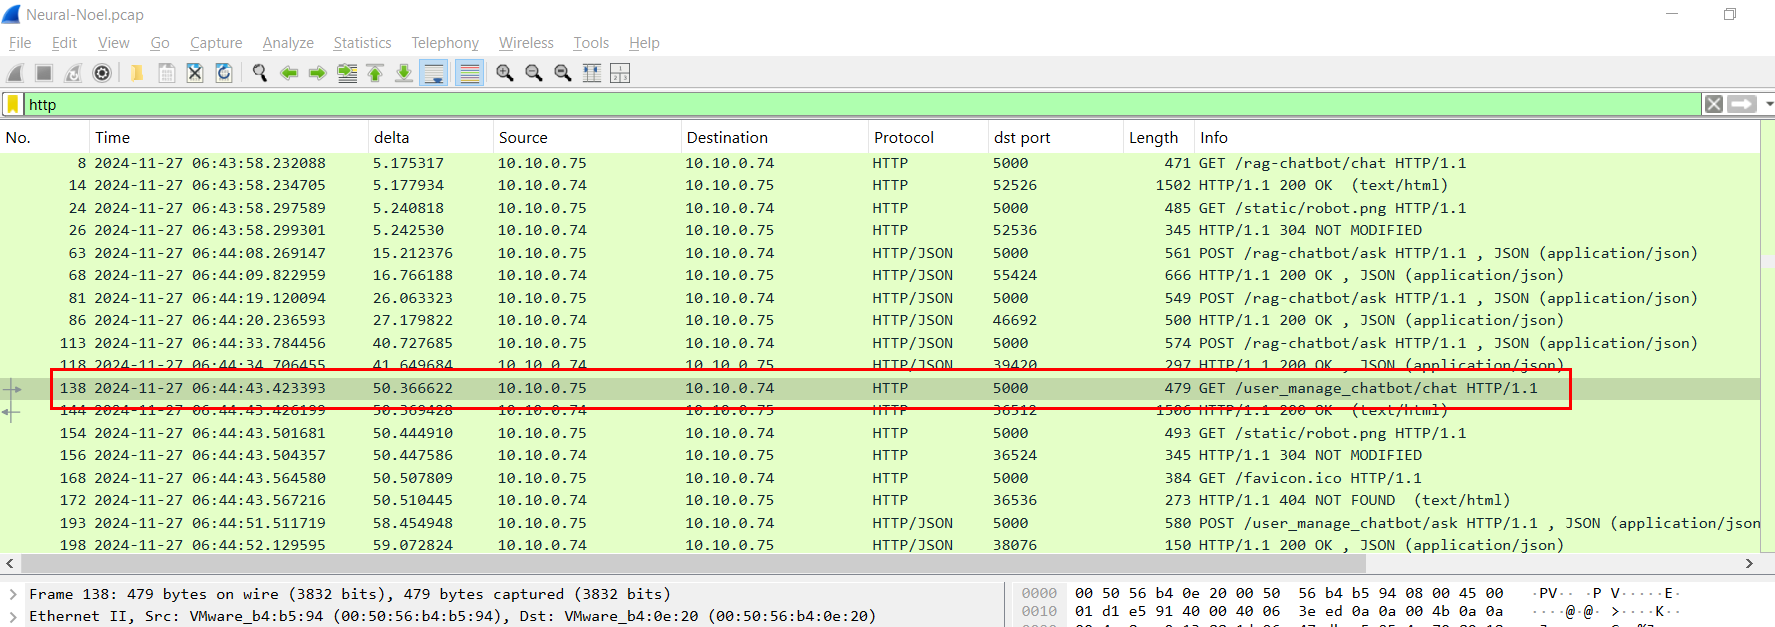 Neural-Noel.pcap
File Edit View Go Capture Analyze Statistics Telephony Wireless Tools Help
http
No. Time delta Source Destination Protocol dst port Length Info
8 2024-11-27 06:43:58.232088 5.175317 10.10.0.75 10.10.0.74 HTTP 5000 471 GET /rag-chatbot/chat HTTP/1.1
14 2024-11-27 06:43:58.234705 5.177934 10.10.0.74 10.10.0.75 HTTP 52526 1502 HTTP/1.1 200 OK (text/html)
24 2024-11-27 06:43:58.297589 5.240818 10.10.0.75 10.10.0.74 HTTP 5000 485 GET /static/robot.png HTTP/1.1
26 2024-11-27 06:43:58.299301 5.242530 10.10.0.74 10.10.0.75 HTTP 52536 345 HTTP/1.1 304 NOT MODIFIED
63 2024-11-27 06:44:08.269147 15.212376 10.10.0.75 10.10.0.74 HTTP/JSON 5000 561 POST /rag-chatbot/ask HTTP/1.1 , JSON (application/json)
68 2024-11-27 06:44:09.822959 16.766188 10.10.0.74 10.10.0.75 HTTP/JSON 55424 666 HTTP/1.1 200 OK , JSON (application/json)
81 2024-11-27 06:44:19.120094 26.063323 10.10.0.75 10.10.0.74 HTTP/JSON 5000 549 POST /rag-chatbot/ask HTTP/1.1 , JSON (application/json)
86 2024-11-27 06:44:20.236593 27.179822 10.10.0.74 10.10.0.75 HTTP/JSON 46692 500 HTTP/1.1 200 OK , JSON (application/json)
113 2024-11-27 06:44:33.784456 40.727685 10.10.0.75 10.10.0.74 HTTP/JSON 5000 574 POST /rag-chatbot/ask HTTP/1.1 , JSON (application/json)
118 2024-11-27 06:44:34.706455 41.649684 10.10.0.74 10.10.0.75 HTTP/JSON 39420 297 HTTP/1.1 200 OK , JSON (application/json)
138 2024-11-27 06:44:43.423393 50.366622 10.10.0.75 10.10.0.74 HTTP 5000 479 GET /user_manage_chatbot/chat HTTP/1.1
144 2024-11-27 06:44:43.426199 50.369428 10.10.0.74 10.10.0.75 HTTP 36512 1506 HTTP/1.1 200 OK (text/html)
154 2024-11-27 06:44:43.501681 50.444910 10.10.0.75 10.10.0.74 HTTP 5000 493 GET /static/robot.png HTTP/1.1
156 2024-11-27 06:44:43.504357 50.447586 10.10.0.74 10.10.0.75 HTTP 36524 345 HTTP/1.1 304 NOT MODIFIED
168 2024-11-27 06:44:43.564580 50.507809 10.10.0.75 10.10.0.74 HTTP 5000 384 GET /favicon.ico HTTP/1.1
172 2024-11-27 06:44:43.567216 50.510445 10.10.0.74 10.10.0.75 HTTP 36536 273 HTTP/1.1 404 NOT FOUND (text/html)
193 2024-11-27 06:44:51.511719 58.454948 10.10.0.75 10.10.0.74 HTTP/JSON 5000 580 POST /user_manage_chatbot/ask HTTP/1.1 , JSON (application/json
198 2024-11-27 06:44:52.129595 59.072824 10.10.0.74 10.10.0.75 HTTP/JSON 38076 150 HTTP/1.1 200 OK , JSON (application/json)
Frame 138: 479 bytes on wire (3832 bits), 479 bytes captured (3832 bits)
Ethernet II, Src: VMware_b4:b5:94 (00:50:56:b4:b5:94), Dst: VMware_b4:0e:20 (00:50:56:b4:0e:20)
0000 00 50 56 b4 0e 20 00 50 56 b4 b5 94 08 00 45 00 ·PV·· ·P V·····E·
0010 01 d1 e5 91 40 00 40 06 3e ed 0a 0a 00 4b 0a 0a ····@·@· >····K··